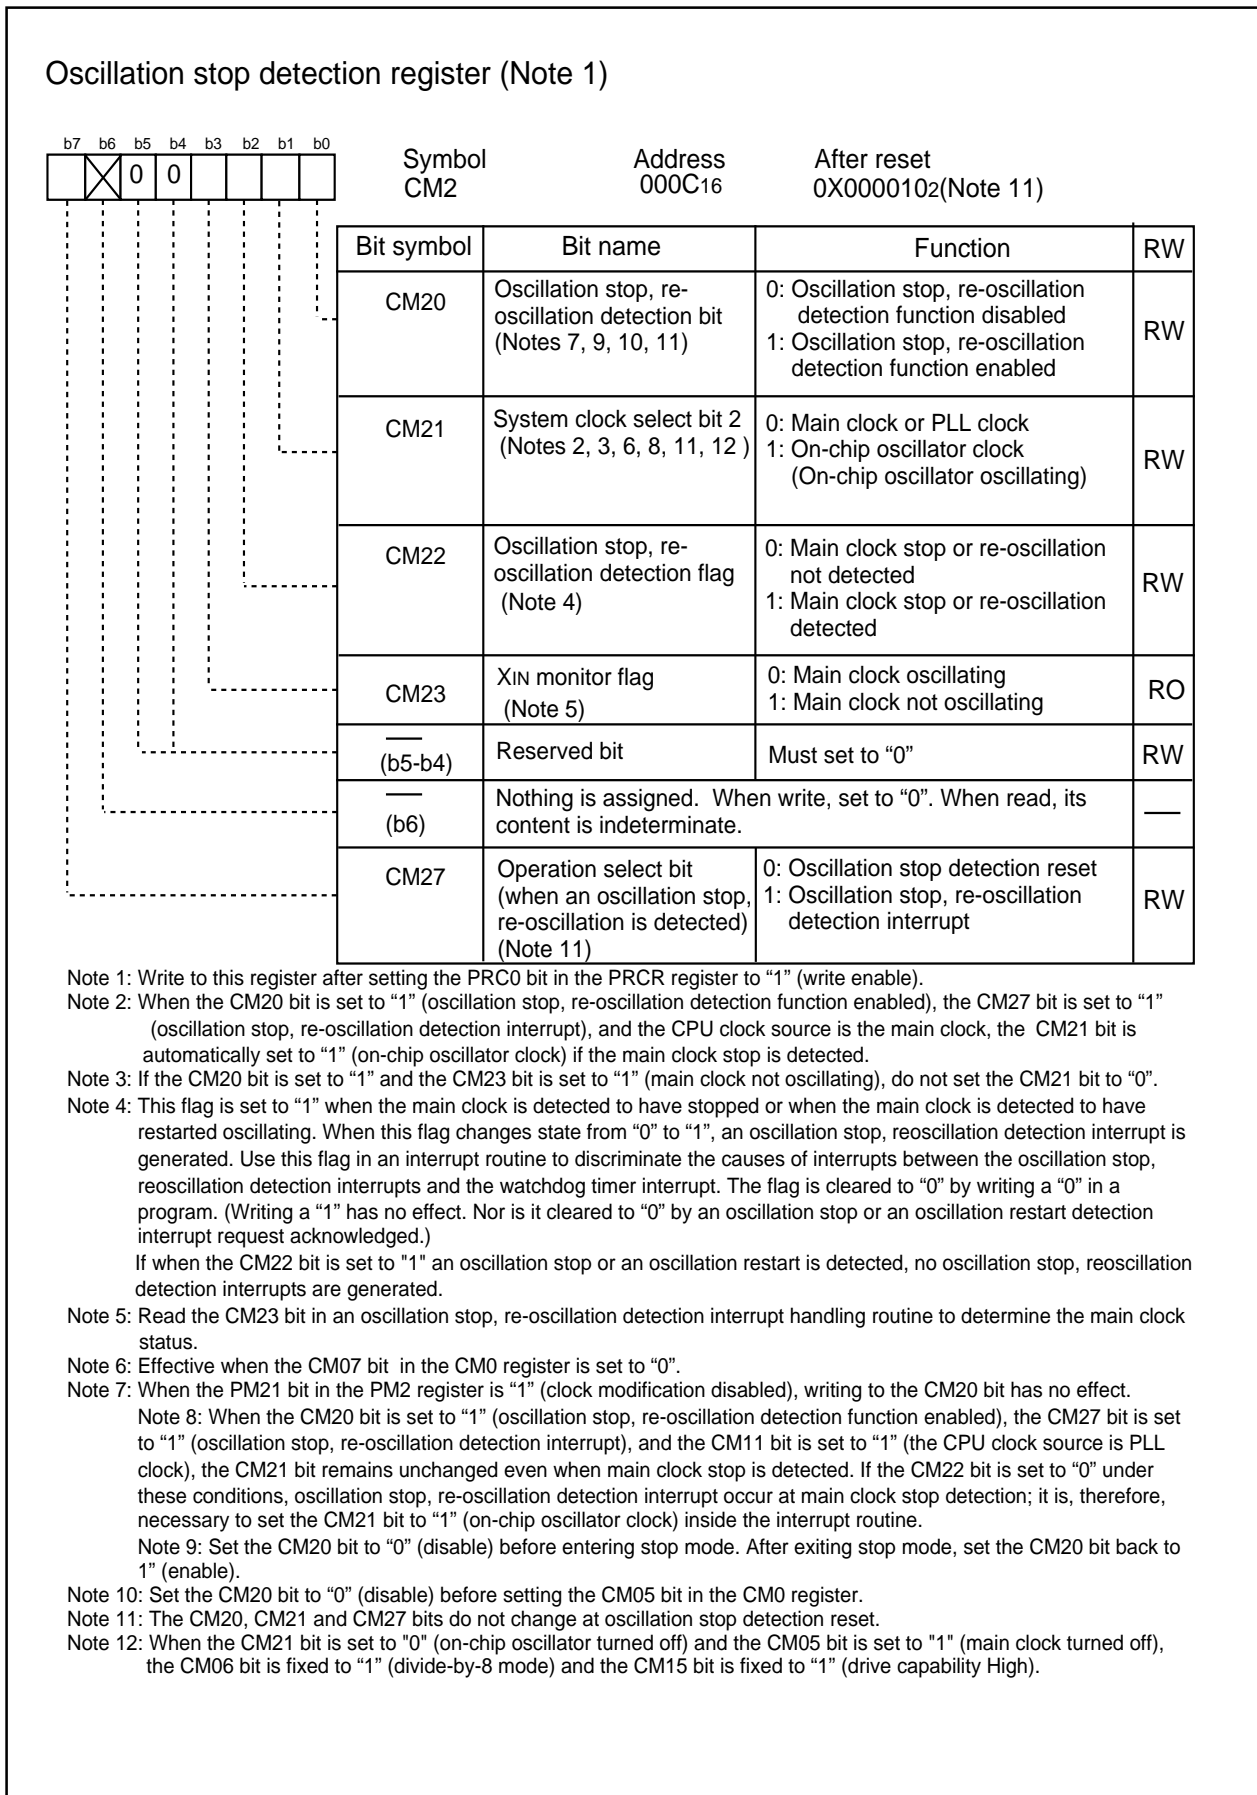 Oscillation stop detection register (Note 1)
b7 b6 b5 b4 b3 b2 b1 b0
0 0
Symbol Address After reset
CM2 000C16 0X0000102(Note 11)
Bit symbol Bit name Function RW
CM20 Oscillation stop, re-oscillation detection bit (Notes 7, 9, 10, 11)
0: Oscillation stop, re-oscillation
detection function disabled
1: Oscillation stop, re-oscillation
detection function enabled
RW
CM21 System clock select bit 2
(Notes 2, 3, 6, 8, 11, 12 )
0: Main clock or PLL clock
1: On-chip oscillator clock
(On-chip oscillator oscillating)
RW
CM22 Oscillation stop, re-
oscillation detection flag
(Note 4)
0: Main clock stop or re-oscillation
not detected
1: Main clock stop or re-oscillation
detected
RW
CM23 XIN monitor flag
(Note 5)
0: Main clock oscillating
1: Main clock not oscillating
RO
(b5-b4) Reserved bit Must set to “0” RW
(b6) Nothing is assigned. When write, set to “0”. When read, its
content is indeterminate.
—
CM27 Operation select bit
(when an oscillation stop,
re-oscillation is detected)
(Note 11)
0: Oscillation stop detection reset
1: Oscillation stop, re-oscillation
detection interrupt
RW
Note 1: Write to this register after setting the PRC0 bit in the PRCR register to “1” (write enable).
Note 2: When the CM20 bit is set to “1” (oscillation stop, re-oscillation detection function enabled), the CM27 bit is set to “1”
(oscillation stop, re-oscillation detection interrupt), and the CPU clock source is the main clock, the CM21 bit is
automatically set to “1” (on-chip oscillator clock) if the main clock stop is detected.
Note 3: If the CM20 bit is set to “1” and the CM23 bit is set to “1” (main clock not oscillating), do not set the CM21 bit to “0”.
Note 4: This flag is set to “1” when the main clock is detected to have stopped or when the main clock is detected to have
restarted oscillating. When this flag changes state from “0” to “1”, an oscillation stop, reoscillation detection interrupt is
generated. Use this flag in an interrupt routine to discriminate the causes of interrupts between the oscillation stop,
reoscillation detection interrupts and the watchdog timer interrupt. The flag is cleared to “0” by writing a “0” in a
program. (Writing a “1” has no effect. Nor is it cleared to “0” by an oscillation stop or an oscillation restart detection
interrupt request acknowledged.)
If when the CM22 bit is set to "1" an oscillation stop or an oscillation restart is detected, no oscillation stop, reoscillation
detection interrupts are generated.
Note 5: Read the CM23 bit in an oscillation stop, re-oscillation detection interrupt handling routine to determine the main clock
status.
Note 6: Effective when the CM07 bit in the CM0 register is set to “0”.
Note 7: When the PM21 bit in the PM2 register is “1” (clock modification disabled), writing to the CM20 bit has no effect.
Note 8: When the CM20 bit is set to “1” (oscillation stop, re-oscillation detection function enabled), the CM27 bit is set
to “1” (oscillation stop, re-oscillation detection interrupt), and the CM11 bit is set to “1” (the CPU clock source is PLL
clock), the CM21 bit remains unchanged even when main clock stop is detected. If the CM22 bit is set to “0” under
these conditions, oscillation stop, re-oscillation detection interrupt occur at main clock stop detection; it is, therefore,
necessary to set the CM21 bit to “1” (on-chip oscillator clock) inside the interrupt routine.
Note 9: Set the CM20 bit to “0” (disable) before entering stop mode. After exiting stop mode, set the CM20 bit back to
1” (enable).
Note 10: Set the CM20 bit to “0” (disable) before setting the CM05 bit in the CM0 register.
Note 11: The CM20, CM21 and CM27 bits do not change at oscillation stop detection reset.
Note 12: When the CM21 bit is set to "0" (on-chip oscillator turned off) and the CM05 bit is set to "1" (main clock turned off),
the CM06 bit is fixed to “1” (divide-by-8 mode) and the CM15 bit is fixed to “1” (drive capability High).